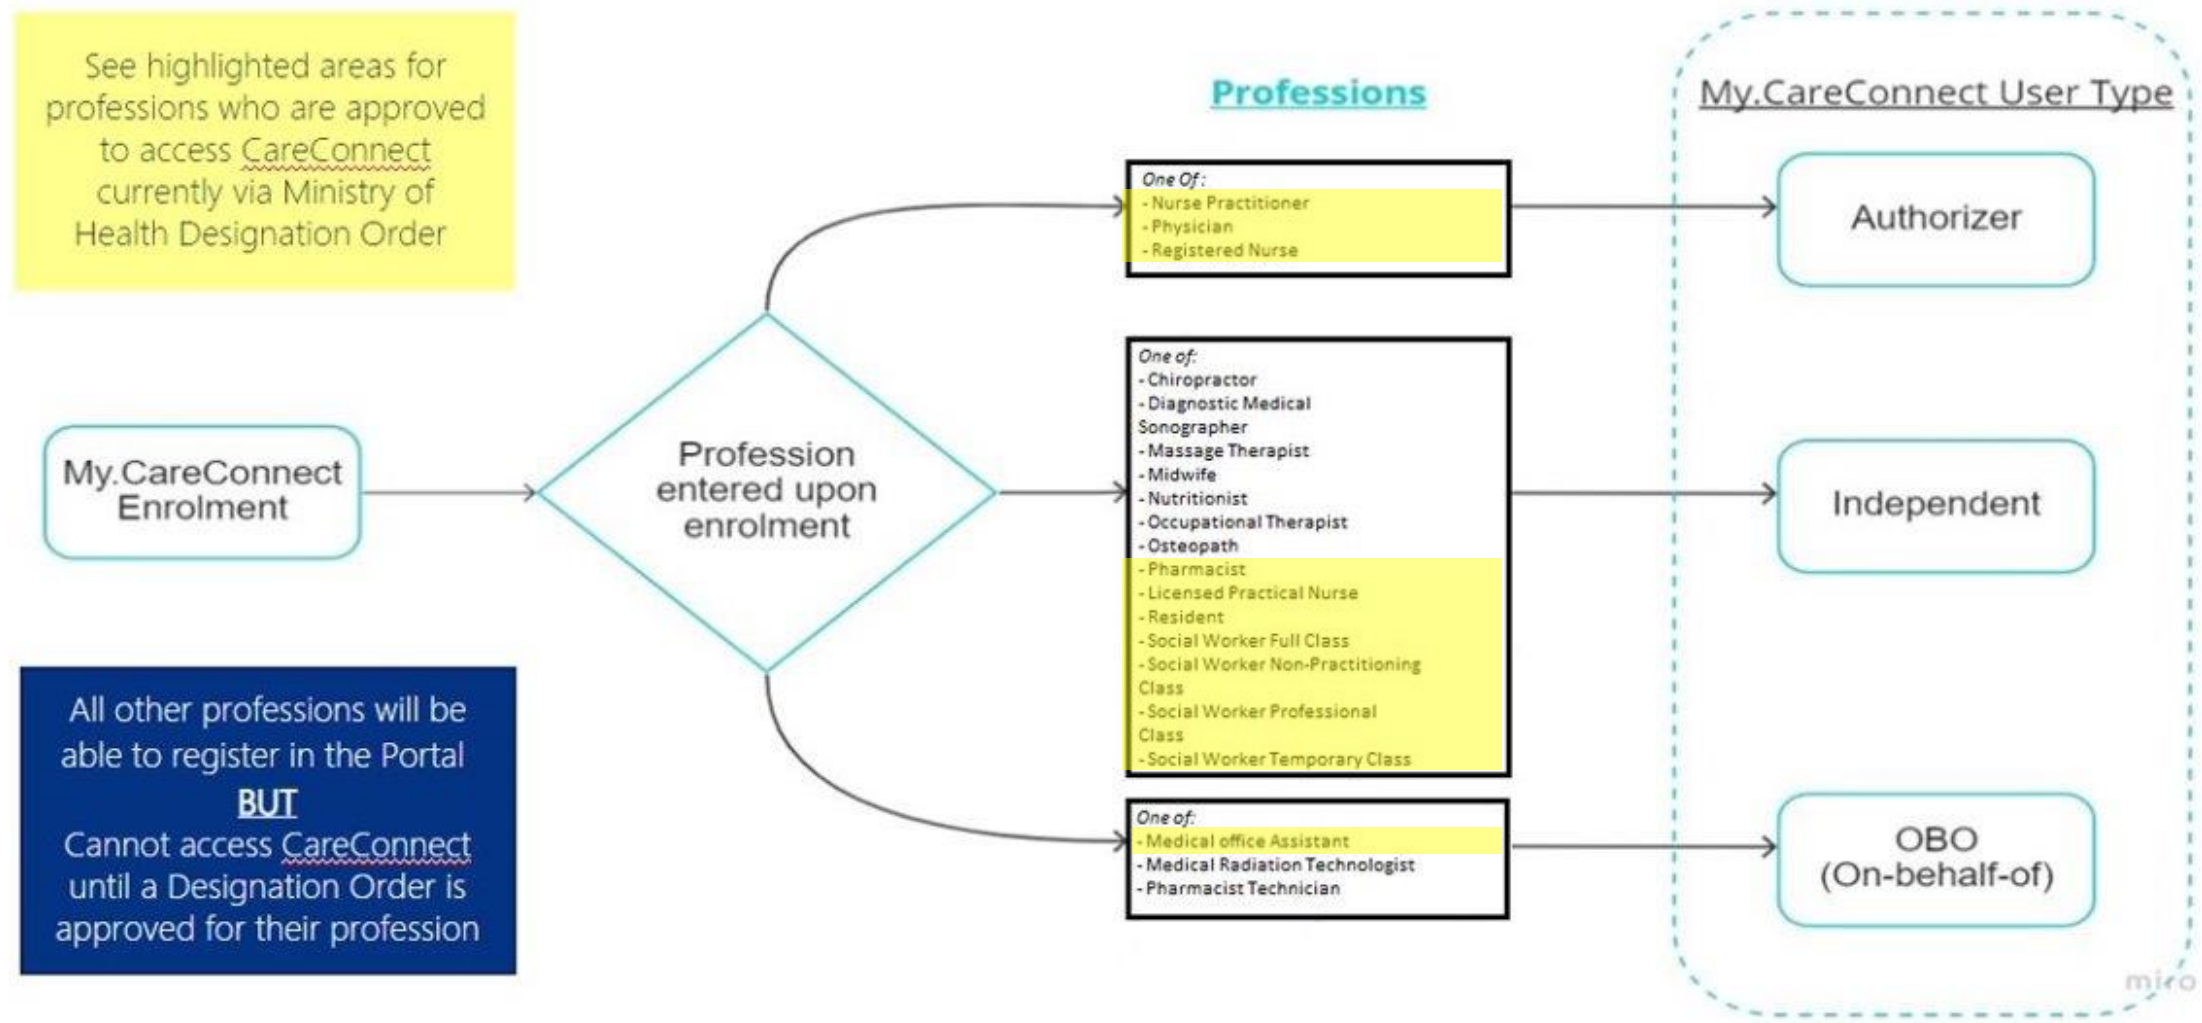 See highlighted areas for
professions who are approved
to access CareConnect
currently via Ministry of
Health Designation Order
My.CareConnect
Enrolment
All other professions will be
able to register in the Portal
BUT
Cannot access CareConnect
until a Designation Order is
approved for their profession
Profession
entered upon
enrolment
Professions
One Of:
- Nurse Practitioner
- Physician
- Registered Nurse
One of:
- Chiropractor
- Diagnostic Medical
Sonographer
- Massage Therapist
- Midwife
- Nutritionist
- Occupational Therapist
- Osteopath
- Pharmacist
- Licensed Practical Nurse
- Resident
- Social Worker Full Class
- Social Worker Non-Practitioning
Class
- Social Worker Professional
Class
- Social Worker Temporary Class
One of:
- Medical office Assistant
- Medical Radiation Technologist
- Pharmacist Technician
My.CareConnect User Type
Authorizer
Independent
OBO
(On-behalf-of)
miro